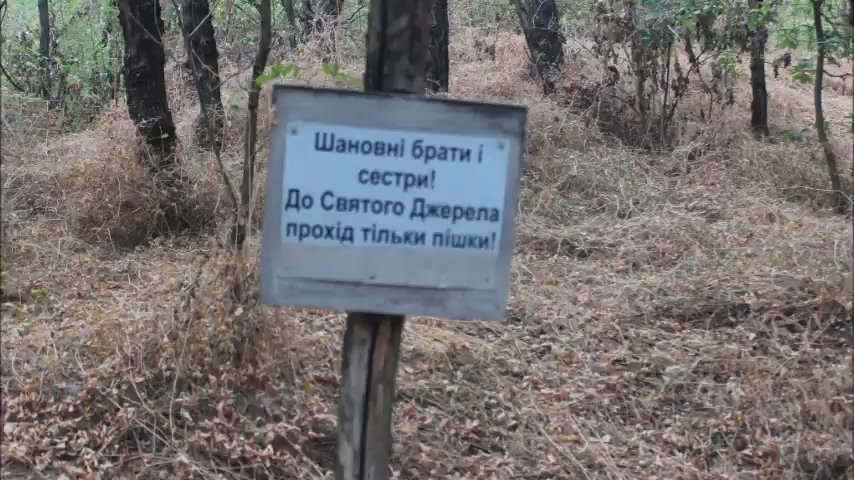 Шановні брати і
сестри!
До Святого Джерела
прохід тільки пішки!